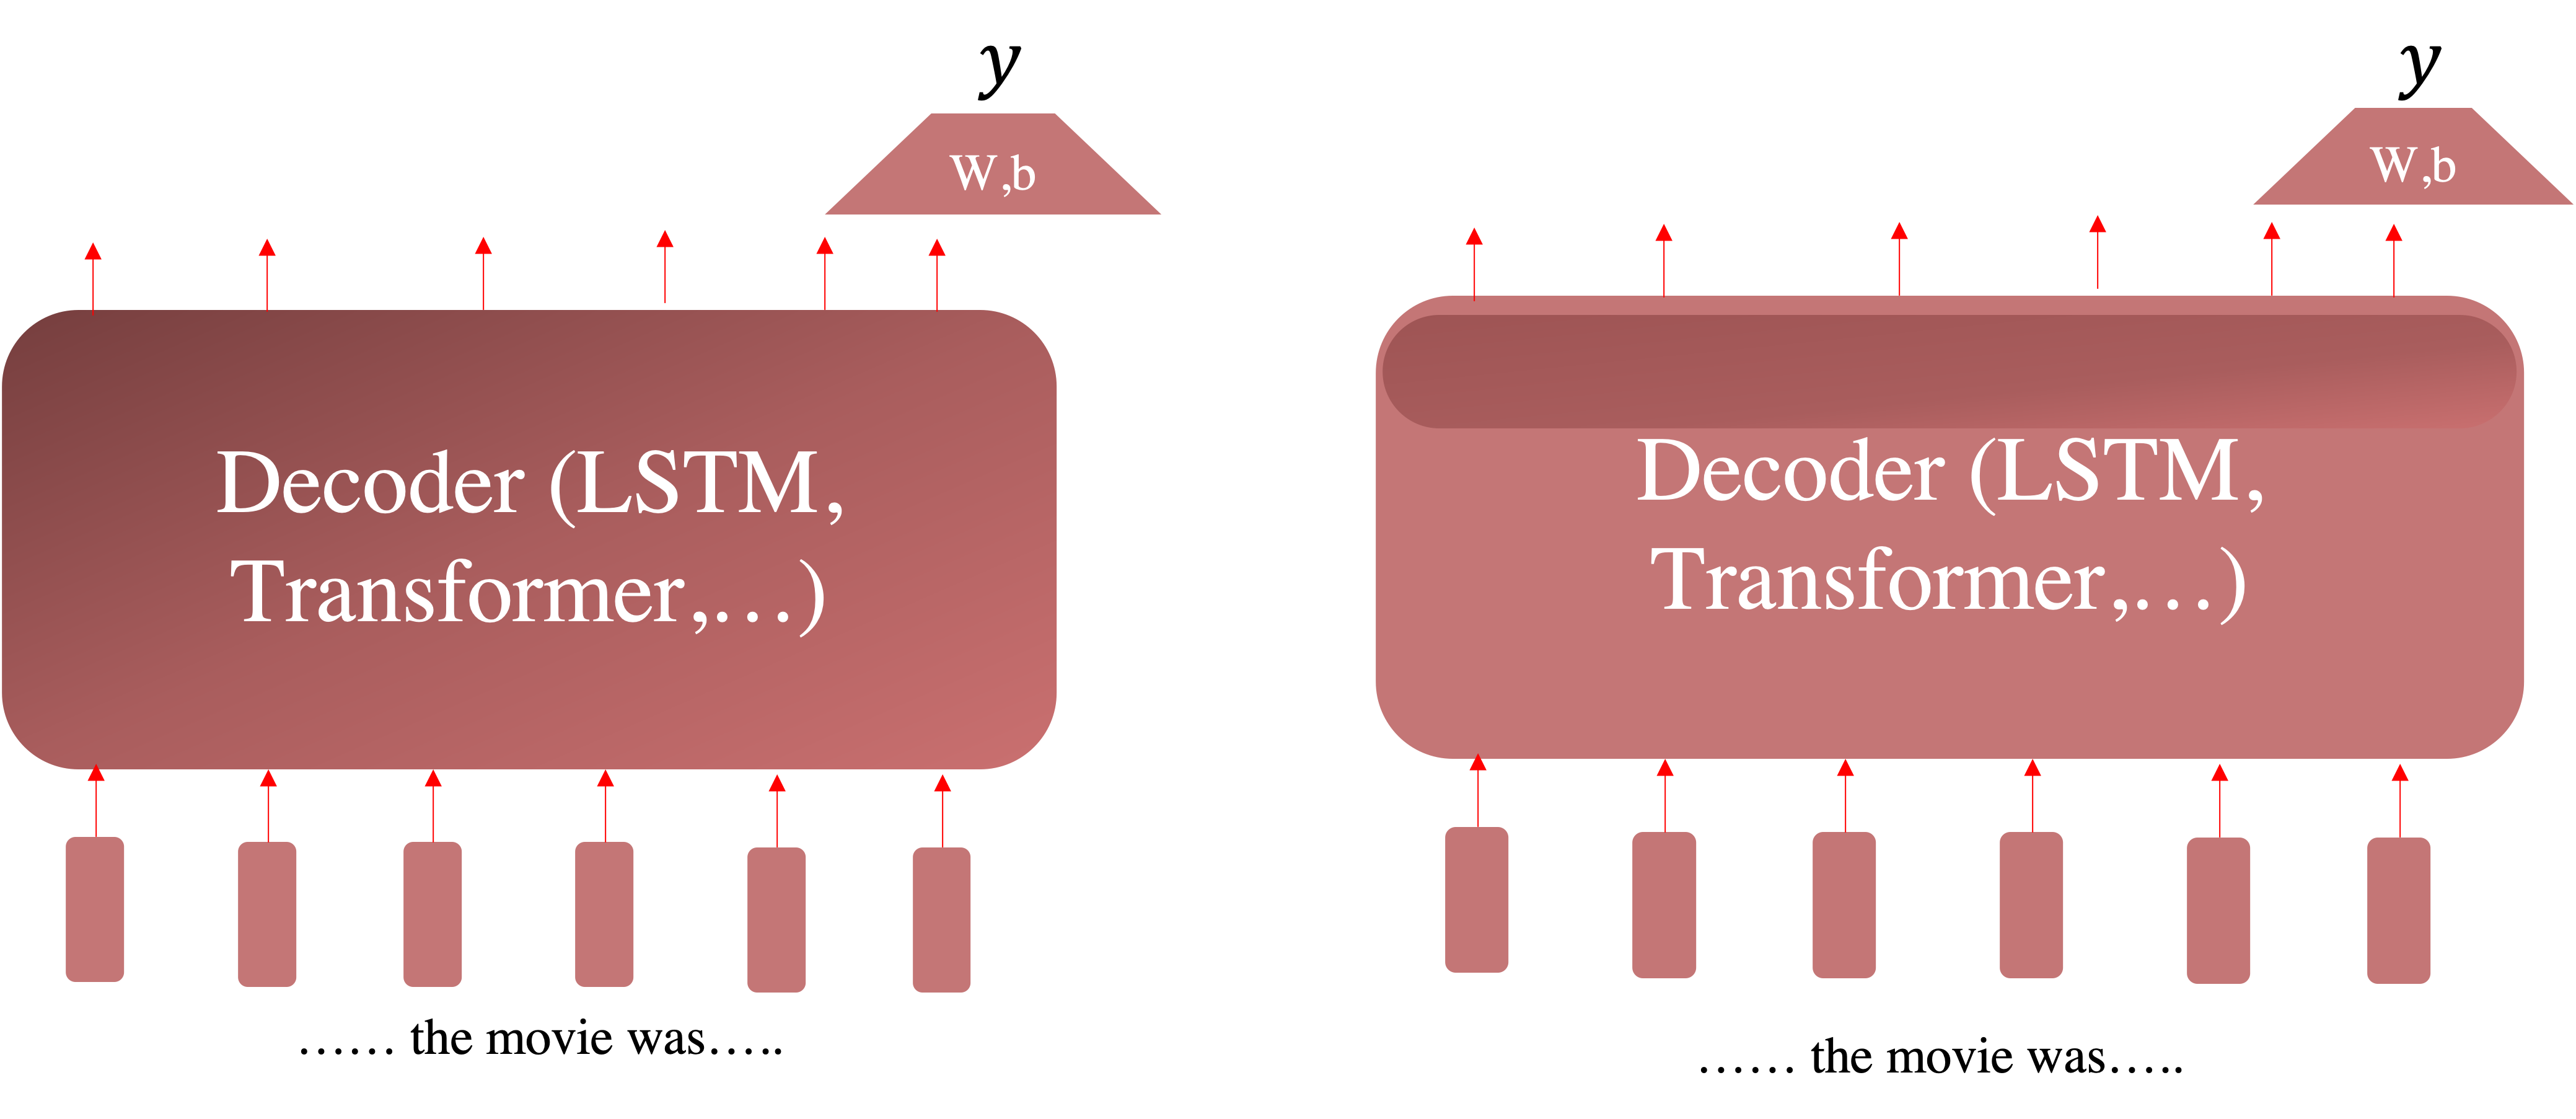 y
W,b
Decoder (LSTM,
Transformer,…)
…… the movie was…..
y
W,b
Decoder (LSTM,
Transformer,…)
…… the movie was…..